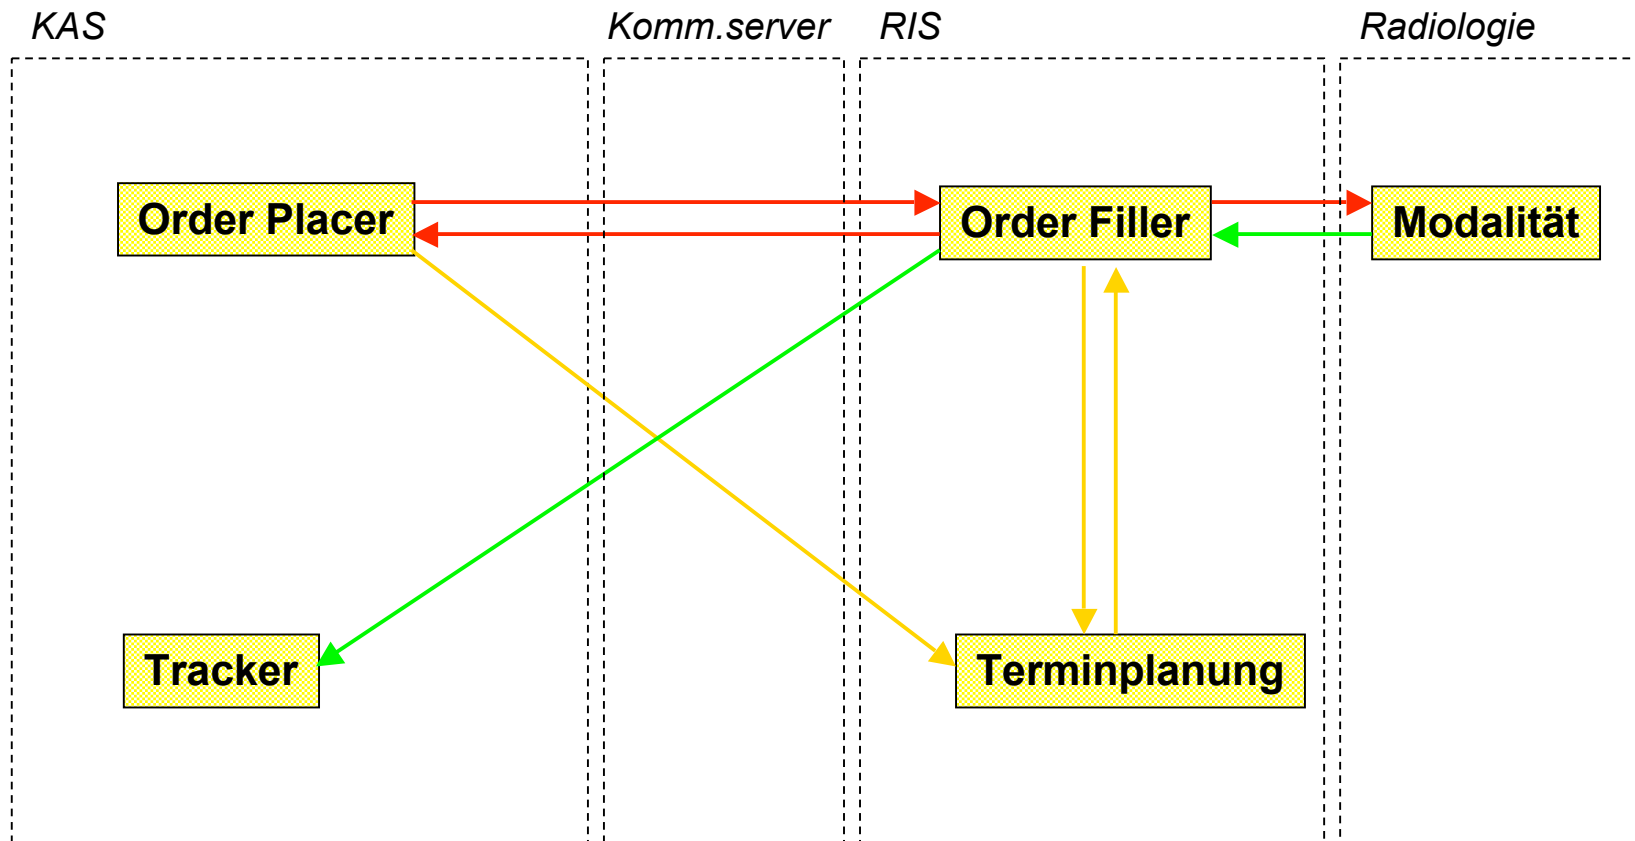 KAS
Komm.server
RIS
Radiologie
Order Placer
Order Filler
Modalität
Tracker
Terminplanung